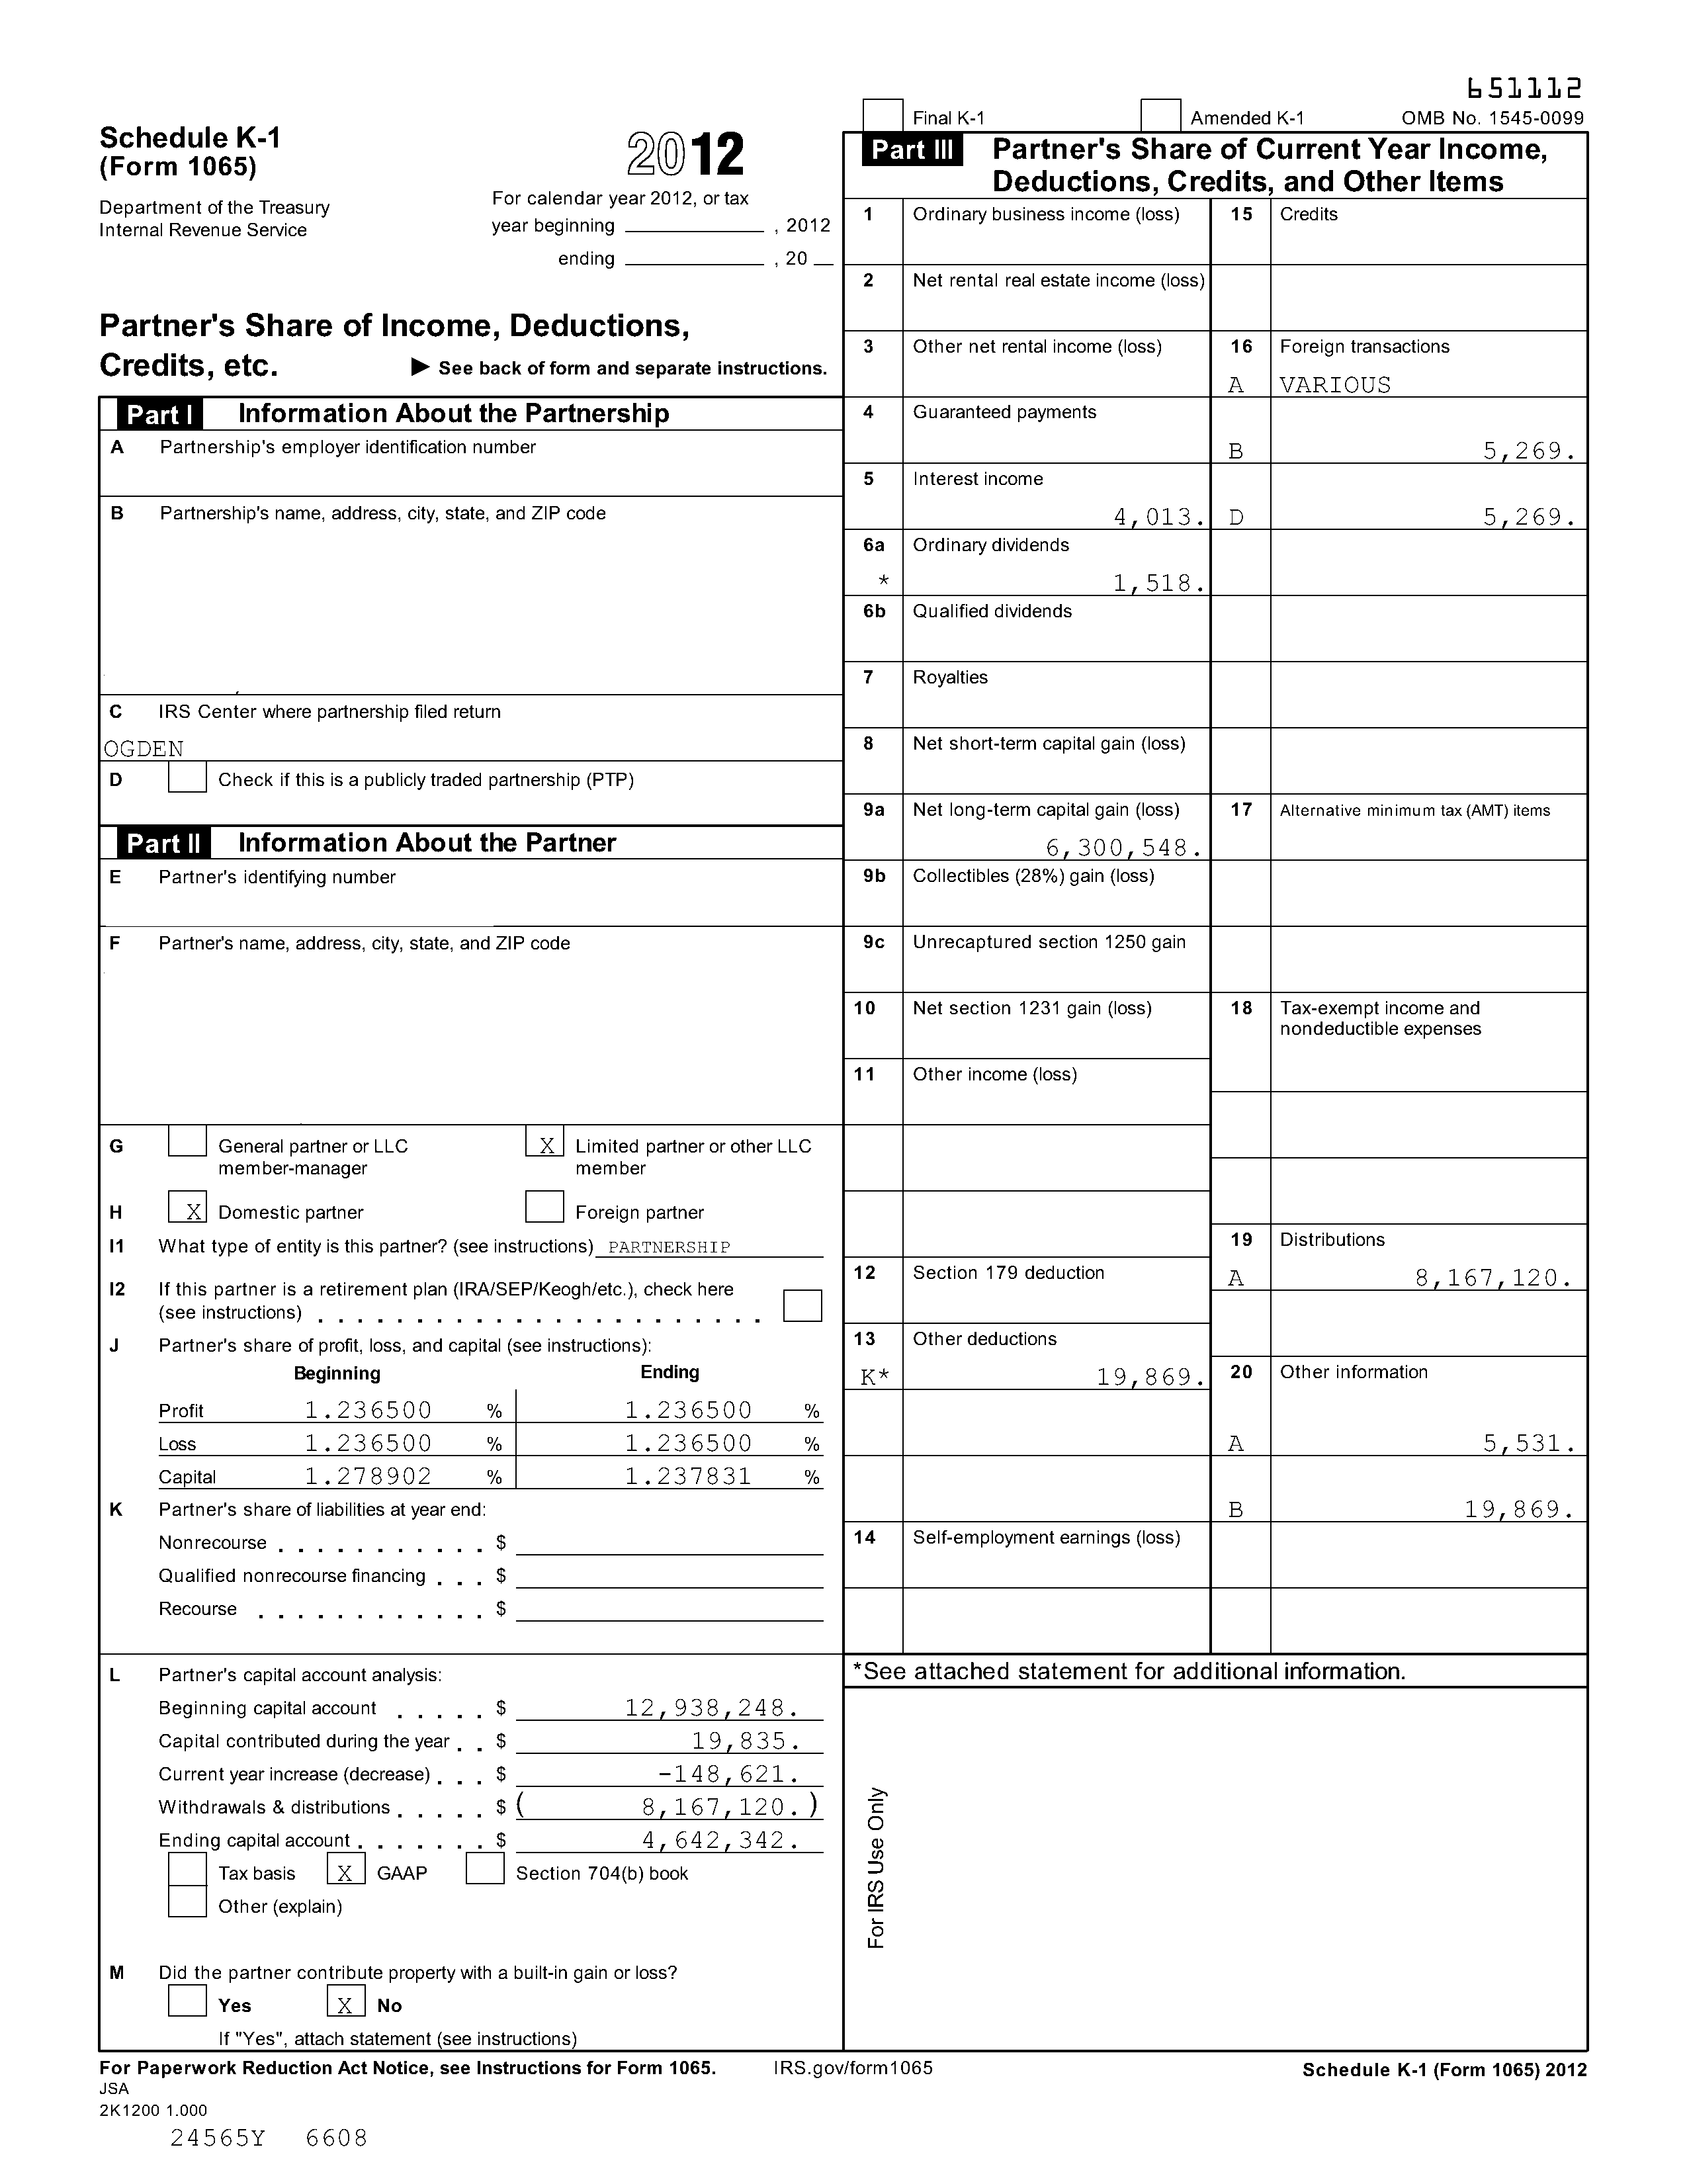 651112
Final K-1
Amended K-1
OMB No. 1545-0099
Schedule K-1
(Form 1065)
2012
Department of the Treasury
Internal Revenue Service
For calendar year 2012, or tax
year beginning ____________ , 2012
ending ____________ , 20 __
Partner's Share of Income, Deductions,
Credits, etc. ▶ See back of form and separate instructions.
Part I Information About the Partnership
A Partnership's employer identification number
B Partnership's name, address, city, state, and ZIP code
C IRS Center where partnership filed return
OGDEN
D Check if this is a publicly traded partnership (PTP)
Part II Information About the Partner
E Partner's identifying number
F Partner's name, address, city, state, and ZIP code
G General partner or LLC
member-manager
X Limited partner or other LLC
member
H X Domestic partner
Foreign partner
I1 What type of entity is this partner? (see instructions) PARTNERSHIP
I2 If this partner is a retirement plan (IRA/SEP/Keogh/etc.), check here
(see instructions) . . . . . . . . . . . . . . . . . . . . . . .
J Partner's share of profit, loss, and capital (see instructions):
Beginning Ending
Profit 1.236500 % 1.236500 %
Loss 1.236500 % 1.236500 %
Capital 1.278902 % 1.237831 %
K Partner's share of liabilities at year end:
Nonrecourse . . . . . . . . . . . $
Qualified nonrecourse financing . . . $
Recourse . . . . . . . . . . . . $
L Partner's capital account analysis:
Beginning capital account . . . . . $ 12,938,248.
Capital contributed during the year . . $ 19,835.
Current year increase (decrease) . . . $ -148,621.
Withdrawals & distributions . . . . . $ ( 8,167,120. )
Ending capital account . . . . . . . $ 4,642,342.
Tax basis X GAAP Section 704(b) book
Other (explain)
M Did the partner contribute property with a built-in gain or loss?
Yes X No
If "Yes", attach statement (see instructions)
Part III Partner's Share of Current Year Income,
Deductions, Credits, and Other Items
1 Ordinary business income (loss)
2 Net rental real estate income (loss)
3 Other net rental income (loss)
4 Guaranteed payments
5 Interest income
4,013.
6a Ordinary dividends
* 1,518.
6b Qualified dividends
7 Royalties
8 Net short-term capital gain (loss)
9a Net long-term capital gain (loss)
6,300,548.
9b Collectibles (28%) gain (loss)
9c Unrecaptured section 1250 gain
10 Net section 1231 gain (loss)
11 Other income (loss)
12 Section 179 deduction
13 Other deductions
K* 19,869.
14 Self-employment earnings (loss)
15 Credits
16 Foreign transactions
A VARIOUS
B 5,269.
D 5,269.
17 Alternative minimum tax (AMT) items
18 Tax-exempt income and
nondeductible expenses
19 Distributions
A 8,167,120.
20 Other information
A 5,531.
B 19,869.
*See attached statement for additional information.
For IRS Use Only
For Paperwork Reduction Act Notice, see Instructions for Form 1065. IRS.gov/form1065 Schedule K-1 (Form 1065) 2012
JSA
2K1200 1.000
24565Y 6608